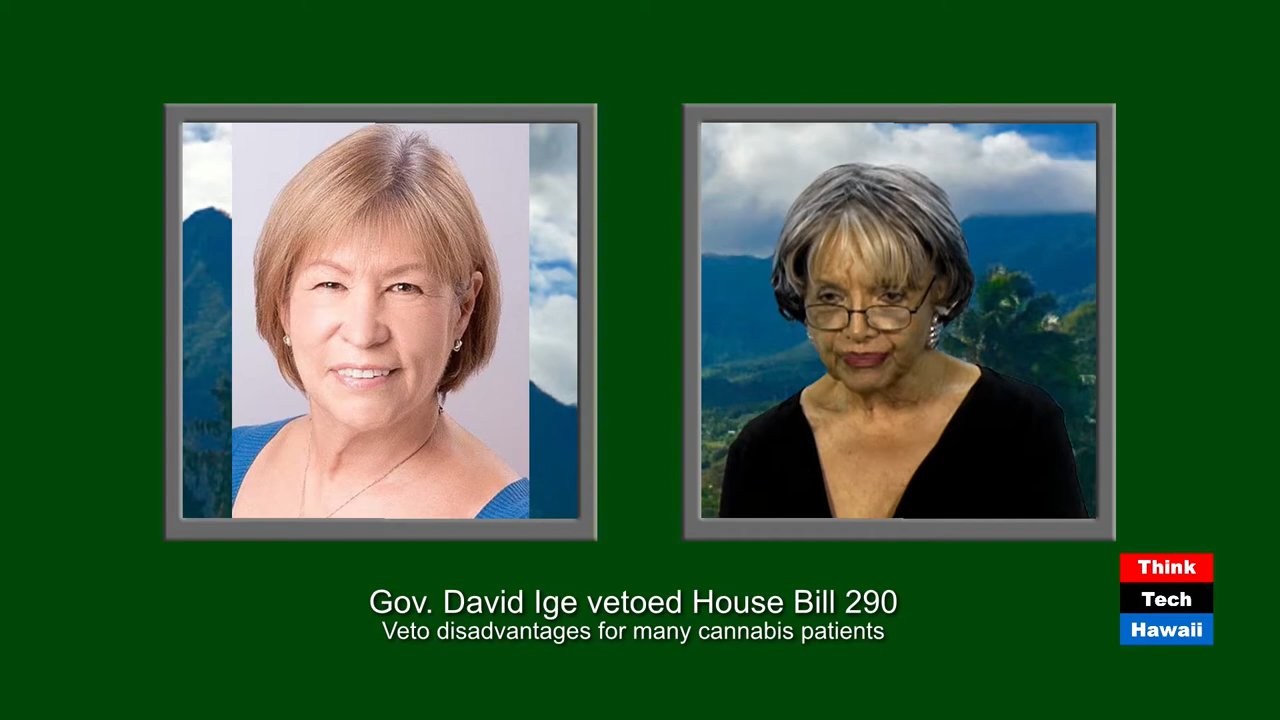 Gov. David Ige vetoed House Bill 290
Veto disadvantages for many cannabis patients
Think
Tech
Hawaii